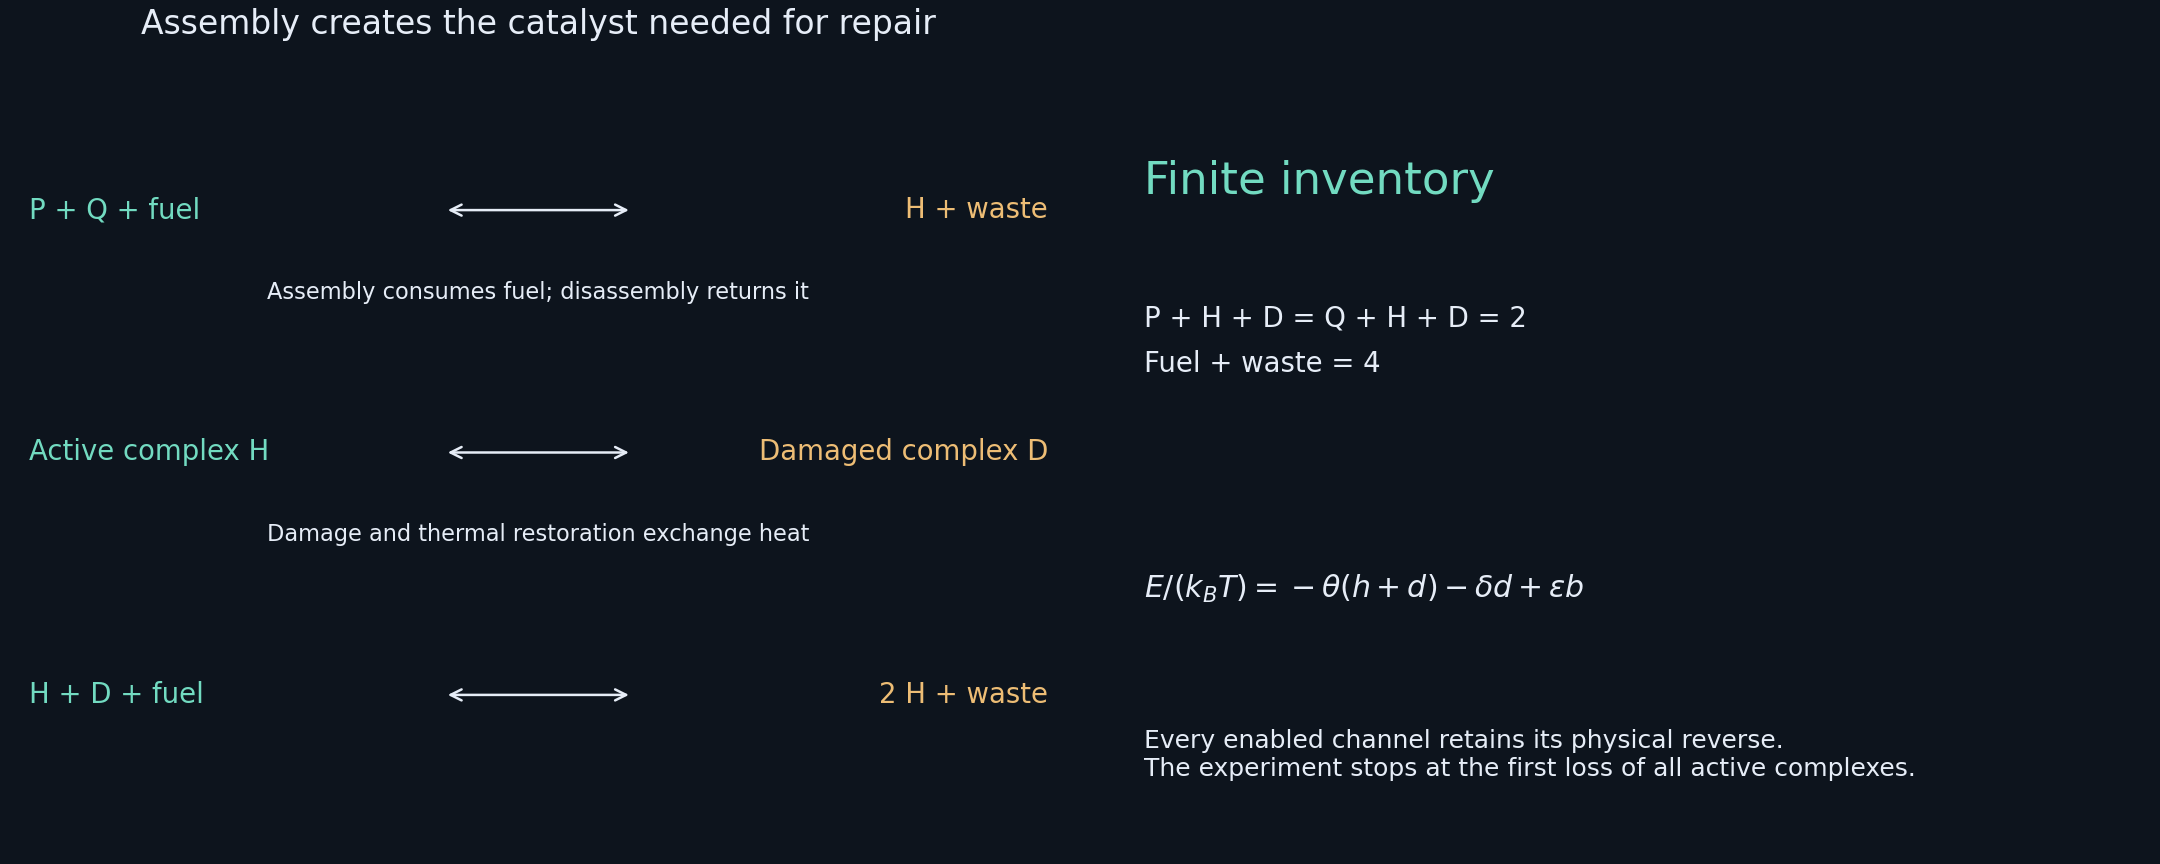 Assembly creates the catalyst needed for repair
P + Q + fuel
H + waste
Assembly consumes fuel; disassembly returns it
Active complex H
Damaged complex D
Damage and thermal restoration exchange heat
H + D + fuel
2 H + waste
Finite inventory
P + H + D = Q + H + D = 2
Fuel + waste = 4
E/(k_BT) = −θ(h + d) − δd + εb
Every enabled channel retains its physical reverse.
The experiment stops at the first loss of all active complexes.